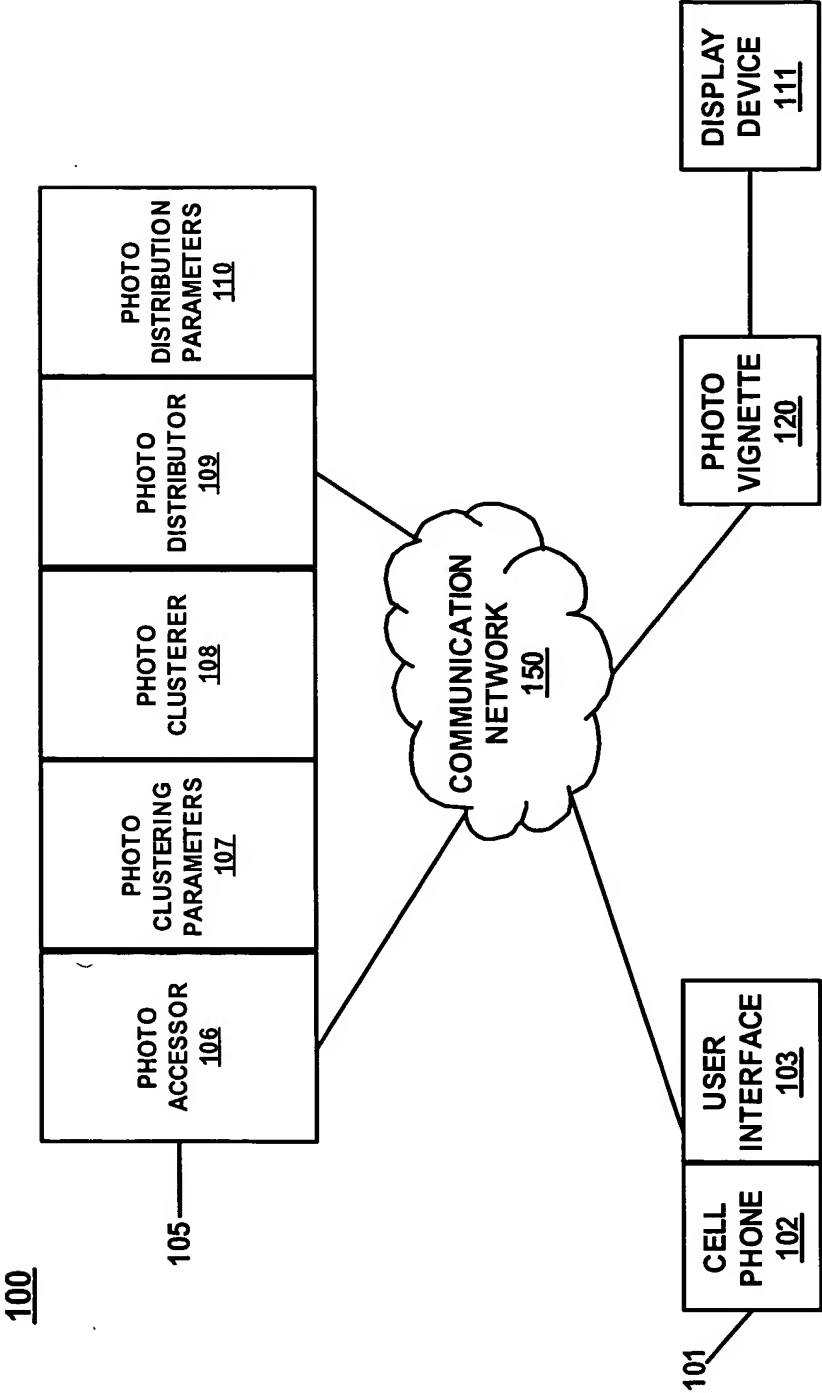 100
105
PHOTO
ACCESSOR
106
PHOTO
CLUSTERING
PARAMETERS
107
PHOTO
CLUSTERER
108
PHOTO
DISTRIBUTOR
109
PHOTO
DISTRIBUTION
PARAMETERS
110
COMMUNICATION
NETWORK
150
101
CELL
PHONE
102
USER
INTERFACE
103
PHOTO
VIGNETTE
120
DISPLAY
DEVICE
111